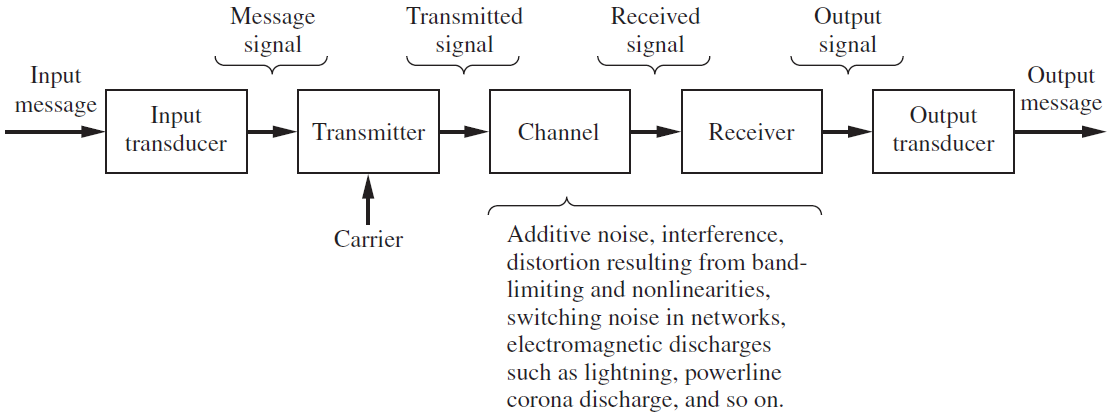 Message
signal
Transmitted
signal
Received
signal
Output
signal
Input
message
Output
message
Input
transducer
Transmitter
Channel
Receiver
Output
transducer
Carrier
Additive noise, interference,
distortion resulting from band-
limiting and nonlinearities,
switching noise in networks,
electromagnetic discharges
such as lightning, powerline
corona discharge, and so on.